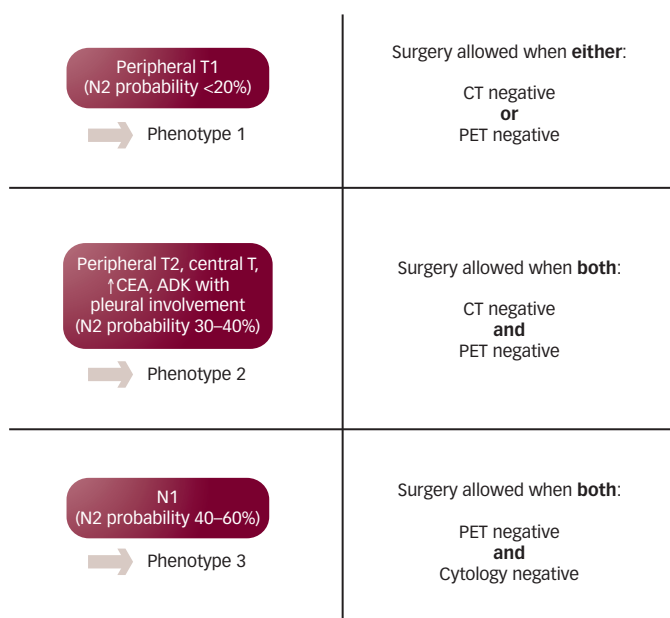 Peripheral T1
(N2 probability <20%)
Phenotype 1
Surgery allowed when either:
CT negative
or
PET negative
Peripheral T2, central T,
↑CEA, ADK with
pleural involvement
(N2 probability 30–40%)
Phenotype 2
Surgery allowed when both:
CT negative
and
PET negative
N1
(N2 probability 40–60%)
Phenotype 3
Surgery allowed when both:
PET negative
and
Cytology negative